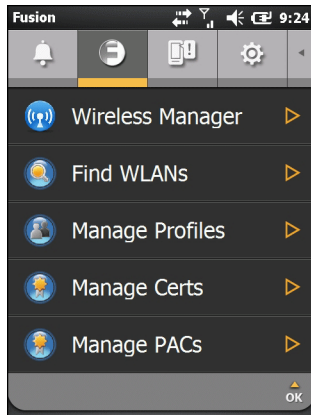 Fusion 9:24
Wireless Manager
Find WLANs
Manage Profiles
Manage Certs
Manage PACs
OK